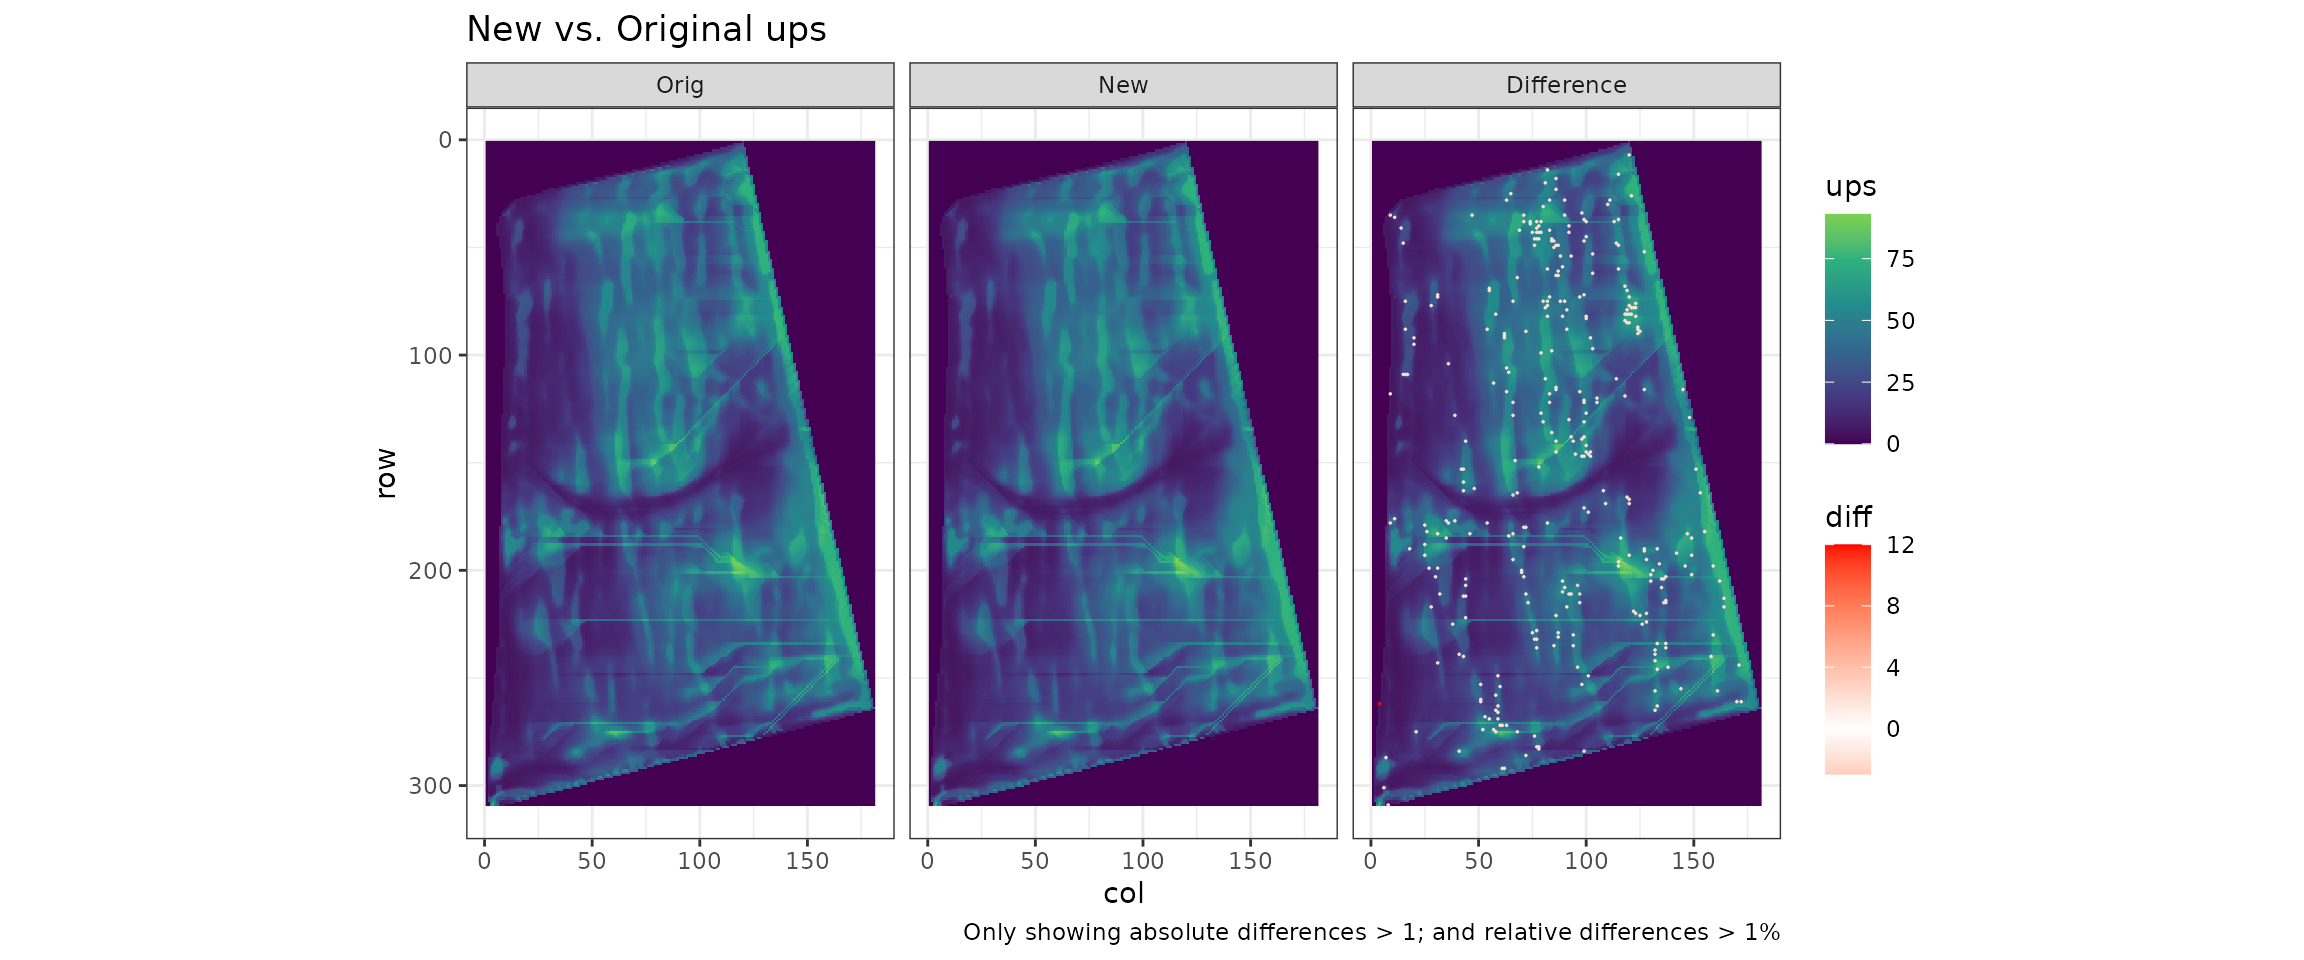 New vs. Original ups
Orig
New
Difference
0
100
200
300
row
0 50 100 150
0 50 100 150
0 50 100 150
col
ups
75
50
25
0
diff
12
8
4
0
Only showing absolute differences > 1; and relative differences > 1%